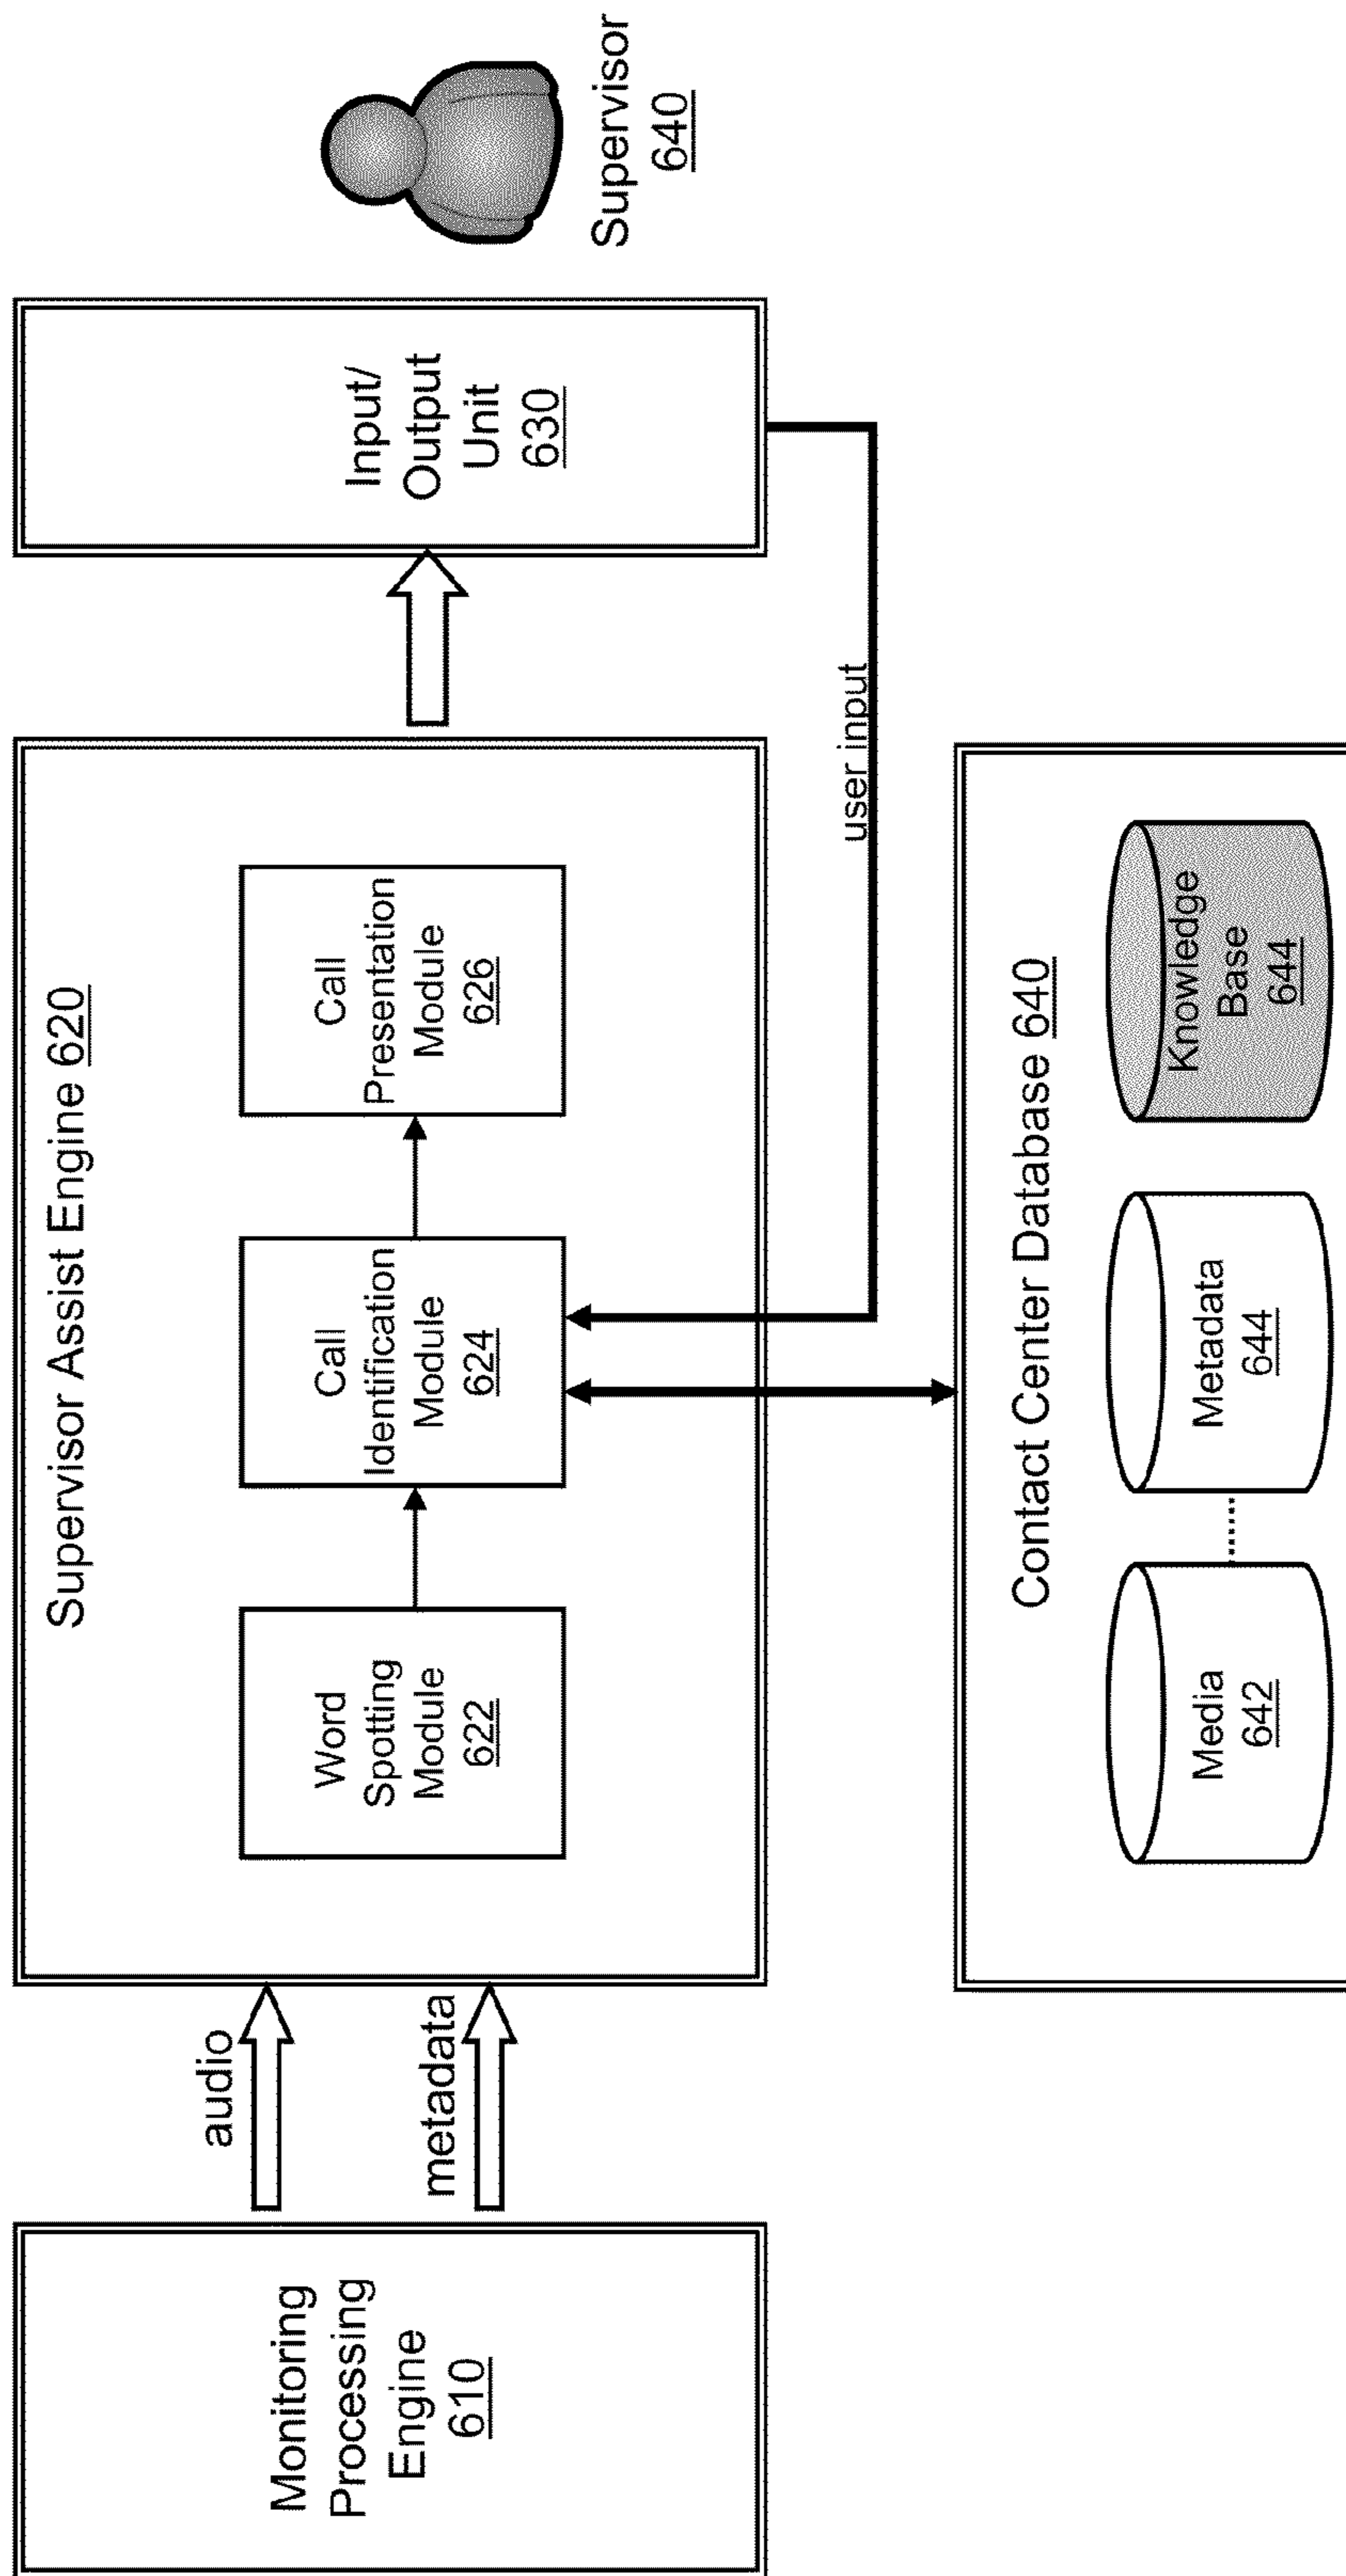 Monitoring
Processing
Engine
610
audio
metadata
Supervisor Assist Engine 620
Word
Spotting
Module
622
Call
Identification
Module
624
Call
Presentation
Module
626
Input/
Output
Unit
630
Supervisor
640
user input
Contact Center Database 640
Media
642
Metadata
644
Knowledge
Base
644